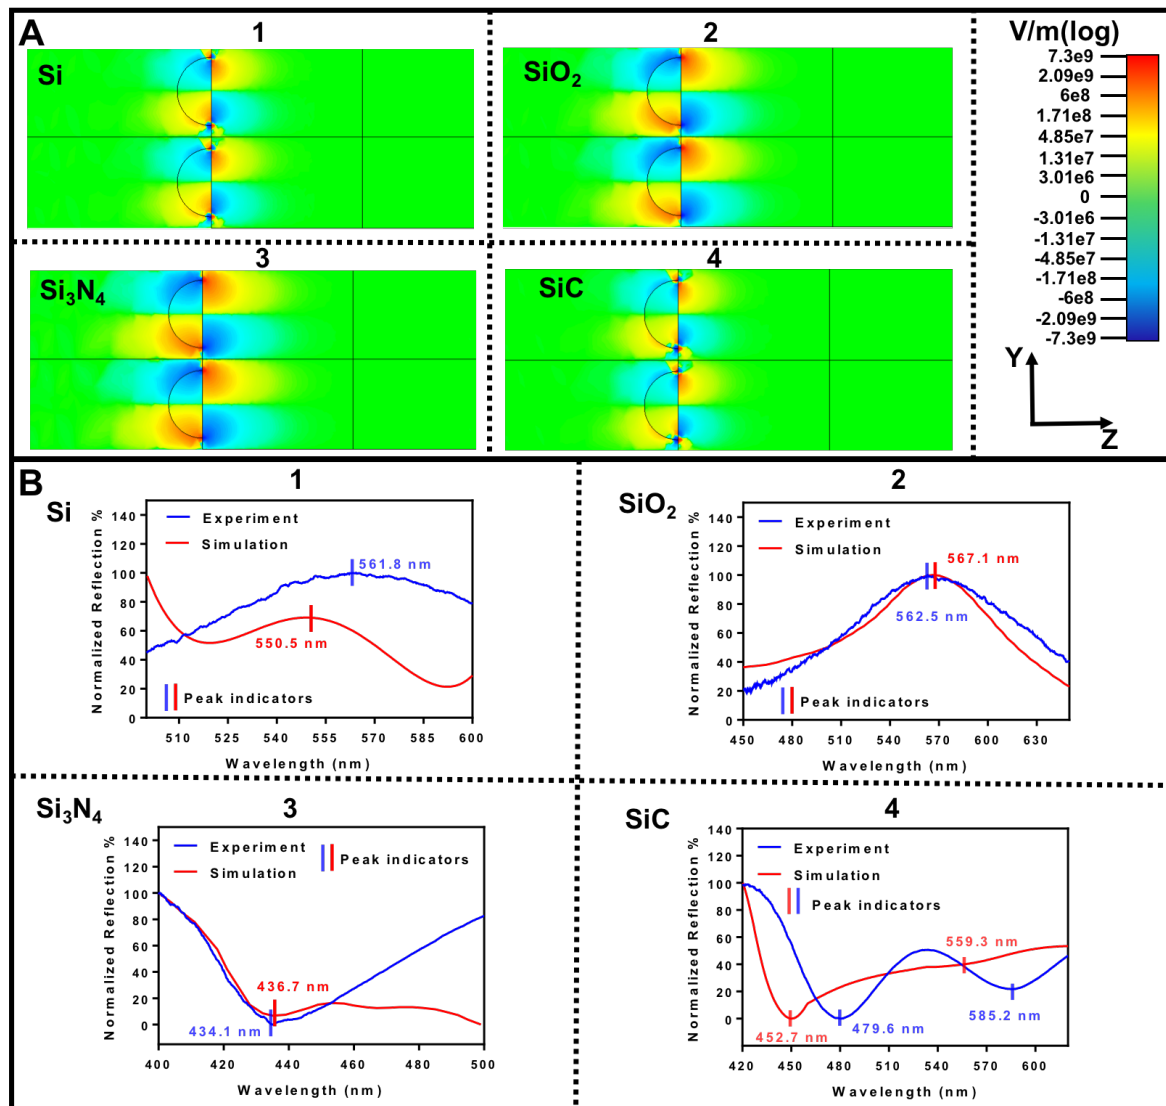 A
1
2
V/m(log)
Si
SiO2
7.3e9
2.09e9
6e8
1.71e8
4.85e7
1.31e7
3.01e6
0
-3.01e6
-1.31e7
-4.85e7
-1.71e8
-6e8
-2.09e9
-7.3e9
3
4
Si3N4
SiC
Y
Z
B
1
Si
140
120
100
80
60
40
20
0
Normalized Reflection %
Experiment
Simulation
561.8 nm
550.5 nm
Peak indicators
510 525 540 555 570 585 600
Wavelength (nm)
2
SiO2
140
120
100
80
60
40
20
0
Normalized Reflection %
Experiment
Simulation
567.1 nm
562.5 nm
Peak indicators
450 480 510 540 570 600 630
Wavelength (nm)
Si3N4
3
140
120
100
80
60
40
20
0
Normalized Reflection %
Experiment
Simulation
Peak indicators
436.7 nm
434.1 nm
400 420 440 460 480 500
Wavelength (nm)
SiC
4
140
120
100
80
60
40
20
0
Normalized Reflection %
Experiment
Simulation
Peak indicators
559.3 nm
452.7 nm
479.6 nm
585.2 nm
420 450 480 510 540 570 600
Wavelength (nm)